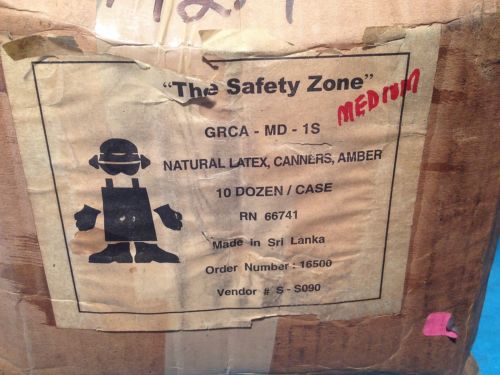 "The Safety Zone"
MEDIUM
GRCA - MD - 1S
NATURAL LATEX, CANNERS, AMBER
10 DOZEN / CASE
RN 66741
Made in Sri Lanka
Order Number : 16500
Vendor # S - S090